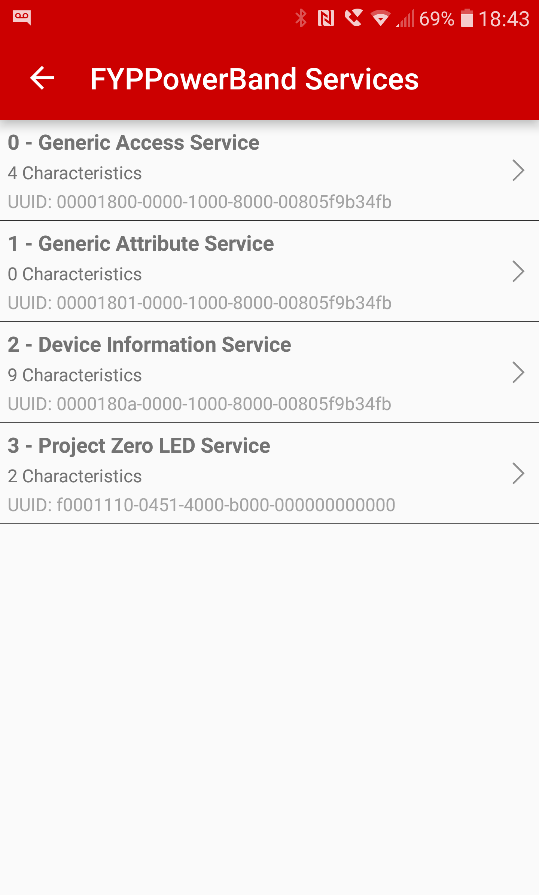 69% 18:43
FYPPowerBand Services
0 - Generic Access Service
4 Characteristics
UUID: 00001800-0000-1000-8000-00805f9b34fb
1 - Generic Attribute Service
0 Characteristics
UUID: 00001801-0000-1000-8000-00805f9b34fb
2 - Device Information Service
9 Characteristics
UUID: 0000180a-0000-1000-8000-00805f9b34fb
3 - Project Zero LED Service
2 Characteristics
UUID: f0001110-0451-4000-b000-000000000000